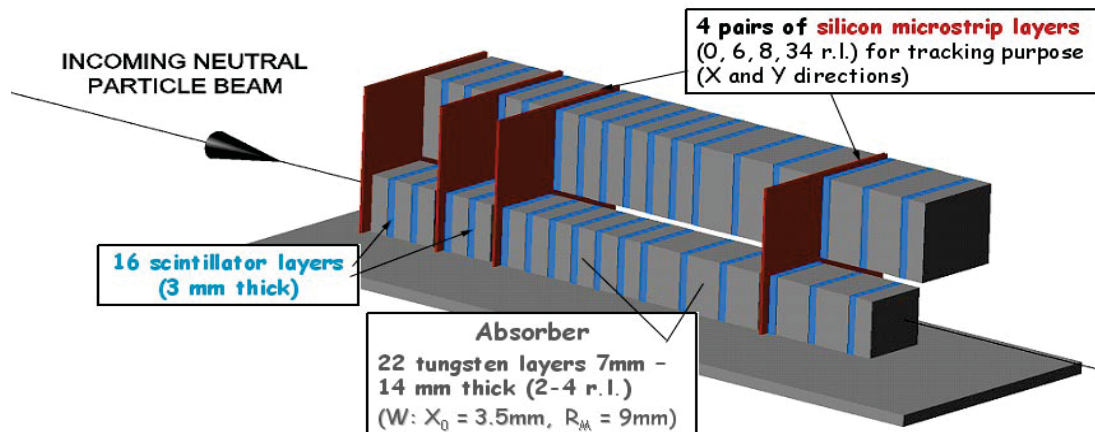 4 pairs of silicon microstrip layers
(0, 6, 8, 34 r.l.) for tracking purpose
(X and Y directions)
INCOMING NEUTRAL
PARTICLE BEAM
16 scintillator layers
(3 mm thick)
Absorber
22 tungsten layers 7mm –
14 mm thick (2-4 r.l.)
(W: X₀ = 3.5mm, R_M = 9mm)